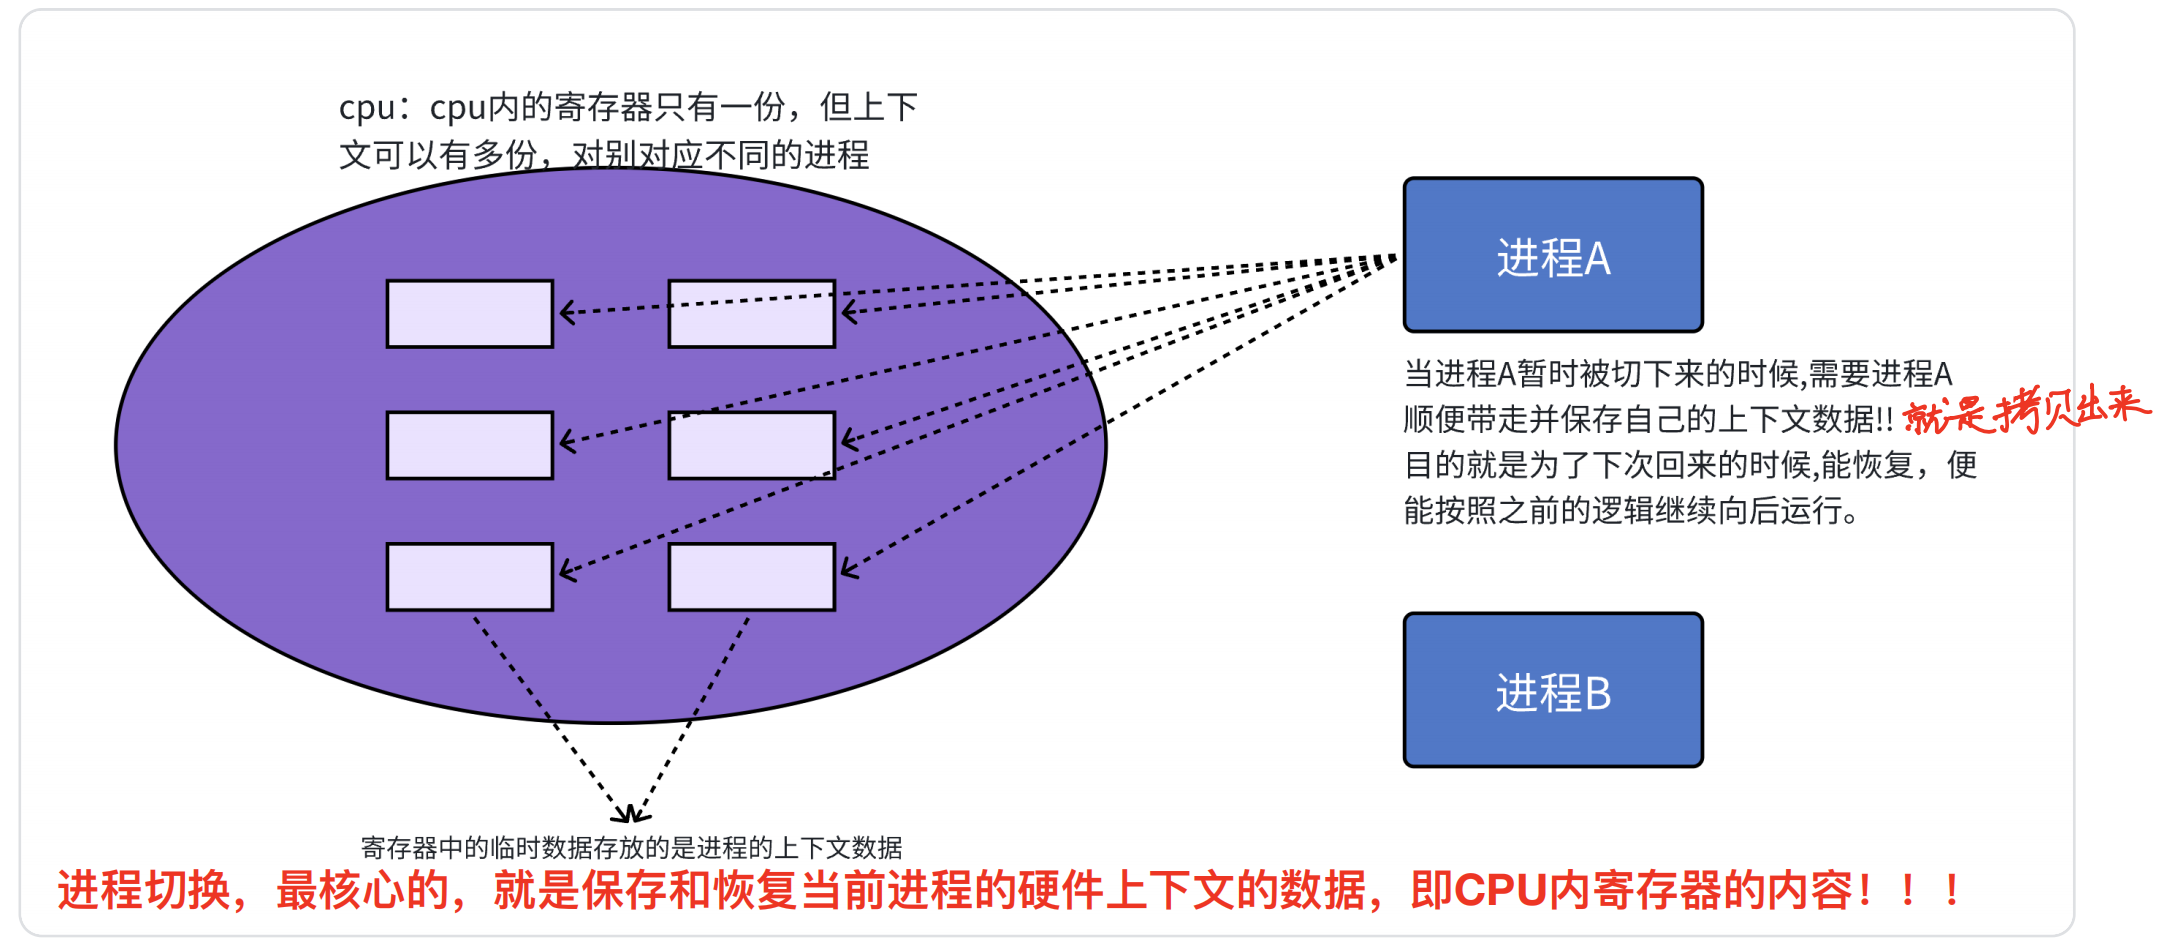 cpu：cpu内的寄存器只有一份，但上下
文可以有多份，对别对应不同的进程
进程A
当进程A暂时被切下来的时候,需要进程A
顺便带走并保存自己的上下文数据!! 就是拷贝出来
目的就是为了下次回来的时候,能恢复，便
能按照之前的逻辑继续向后运行。
进程B
寄存器中的临时数据存放的是进程的上下文数据
进程切换，最核心的，就是保存和恢复当前进程的硬件上下文的数据，即CPU内寄存器的内容！！！